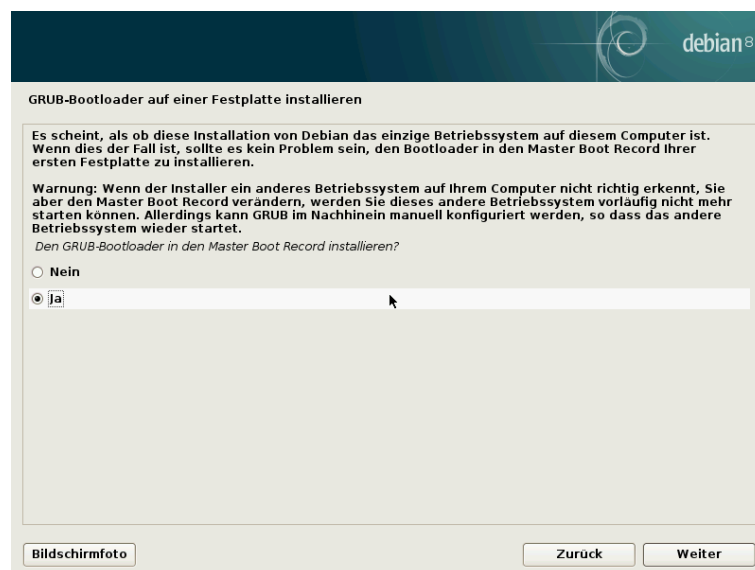 debian 8
GRUB-Bootloader auf einer Festplatte installieren
Es scheint, als ob diese Installation von Debian das einzige Betriebssystem auf diesem Computer ist.
Wenn dies der Fall ist, sollte es kein Problem sein, den Bootloader in den Master Boot Record Ihrer
ersten Festplatte zu installieren.
Warnung: Wenn der Installer ein anderes Betriebssystem auf Ihrem Computer nicht richtig erkennt, Sie
aber den Master Boot Record verändern, werden Sie dieses andere Betriebssystem vorläufig nicht mehr
starten können. Allerdings kann GRUB im Nachhinein manuell konfiguriert werden, so dass das andere
Betriebssystem wieder startet.
Den GRUB-Bootloader in den Master Boot Record installieren?
Nein
Ja
Bildschirmfoto
Zurück
Weiter